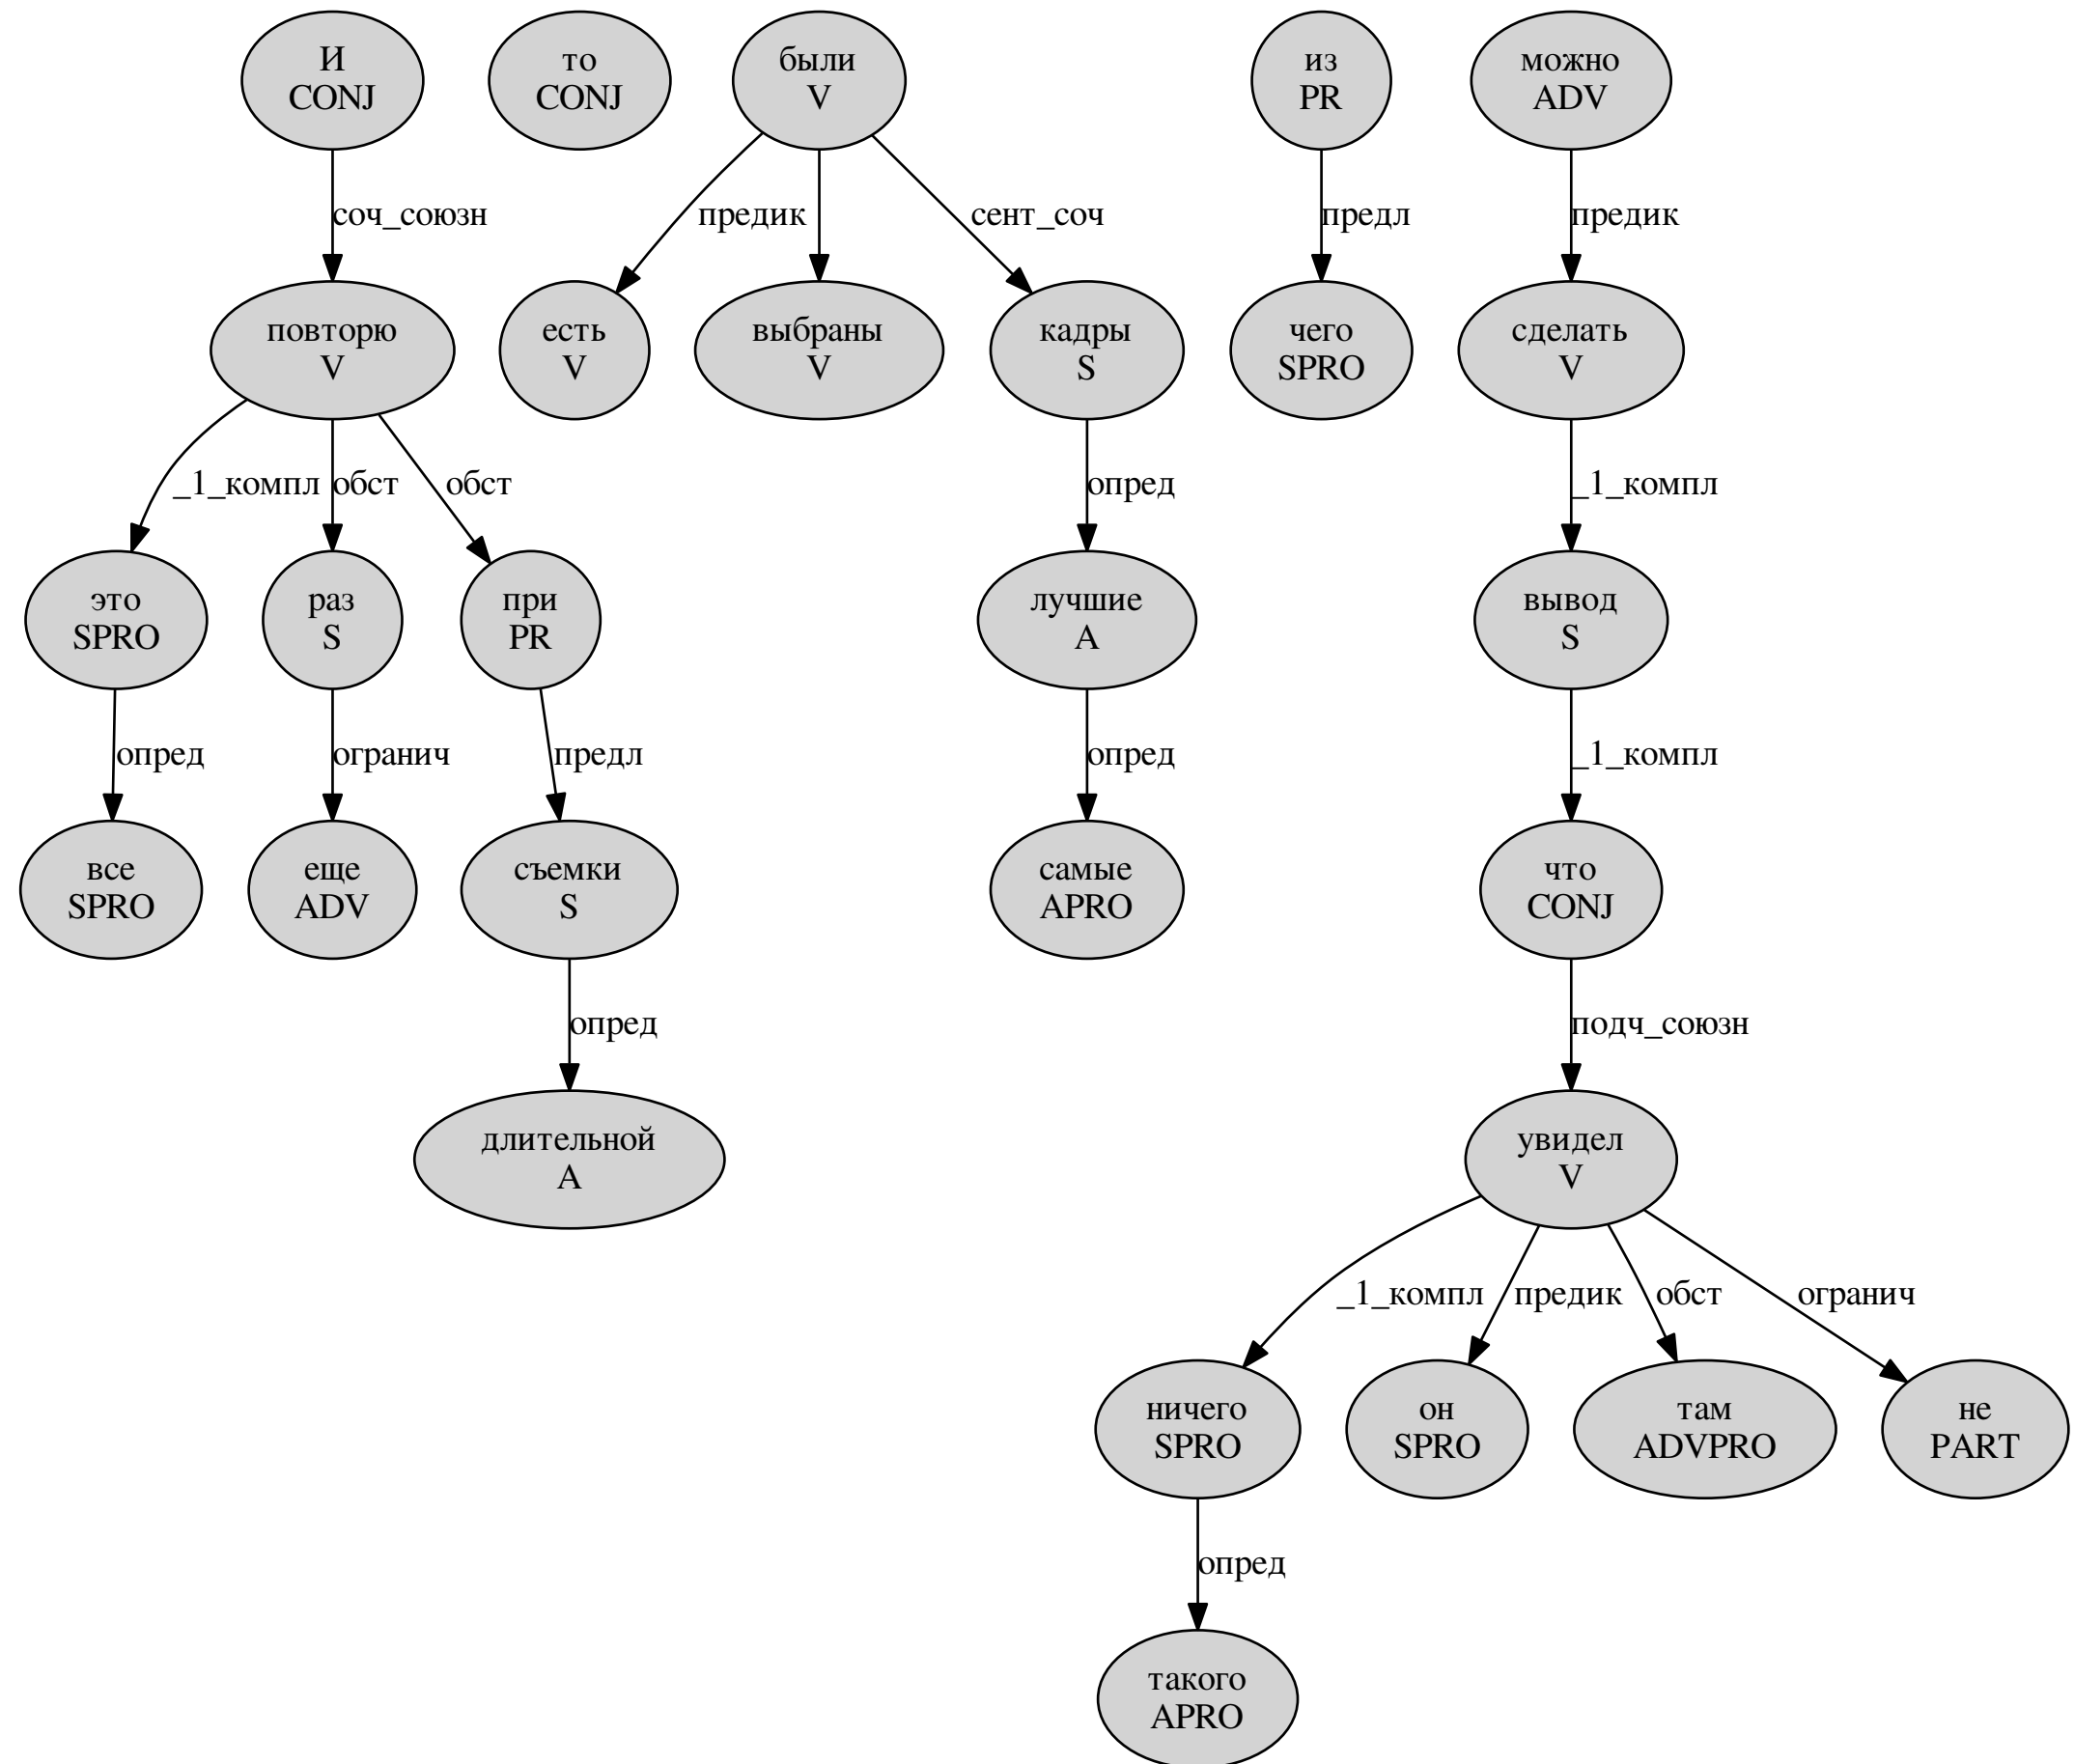 И
CONJ
то
CONJ
были
V
из
PR
можно
ADV
соч_союзн
предик
сент_соч
предл
предик
повторю
V
есть
V
выбраны
V
кадры
S
чего
SPRO
сделать
V
_1_компл
обст
обст
опред
_1_компл
это
SPRO
раз
S
при
PR
лучшие
A
вывод
S
опред
огранич
предл
опред
_1_компл
все
SPRO
еще
ADV
съемки
S
самые
APRO
что
CONJ
опред
подч_союзн
длительной
A
увидел
V
_1_компл
предик
обст
огранич
ничего
SPRO
он
SPRO
там
ADVPRO
не
PART
опред
такого
APRO